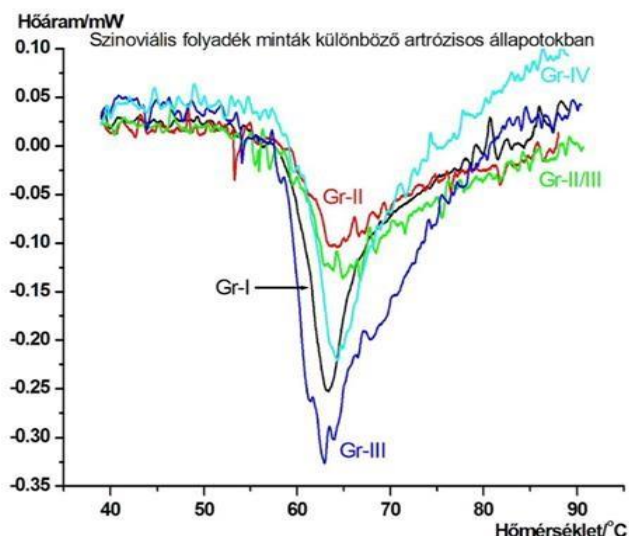 Hőáram/mW
Szinoviális folyadék minták különböző artrózisos állapotokban
0.10
0.05
0.00
-0.05
-0.10
-0.15
-0.20
-0.25
-0.30
-0.35
Gr-IV
Gr-II
Gr-II/III
Gr-I
Gr-III
40 50 60 70 80 90
Hőmérséklet/°C